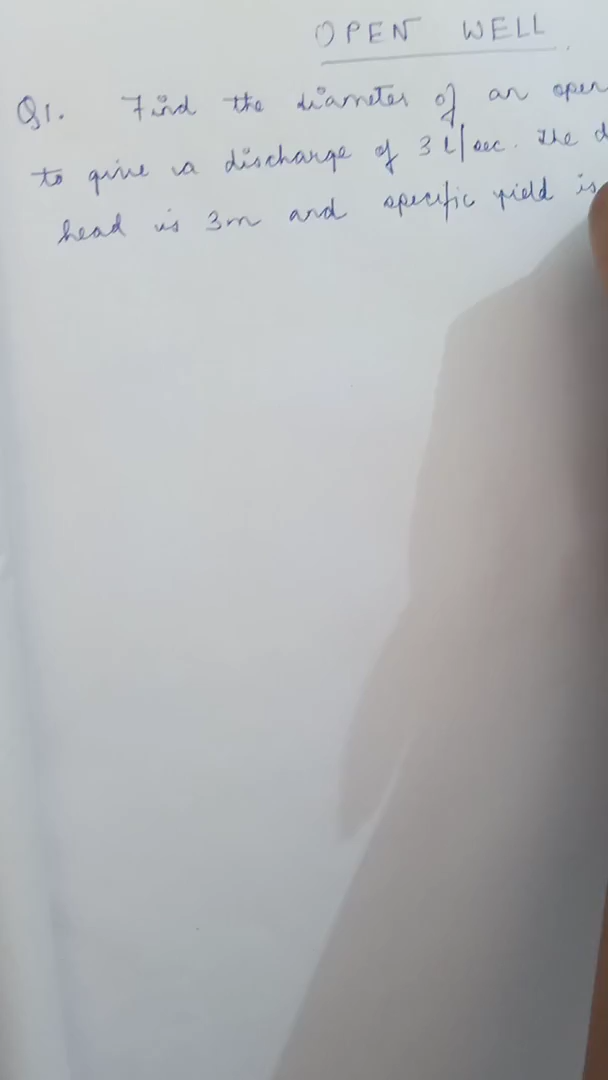 OPEN WELL
Q1. Find the diameter of an open
to give a discharge of 3 l/sec. The d
head is 3m and specific yield is